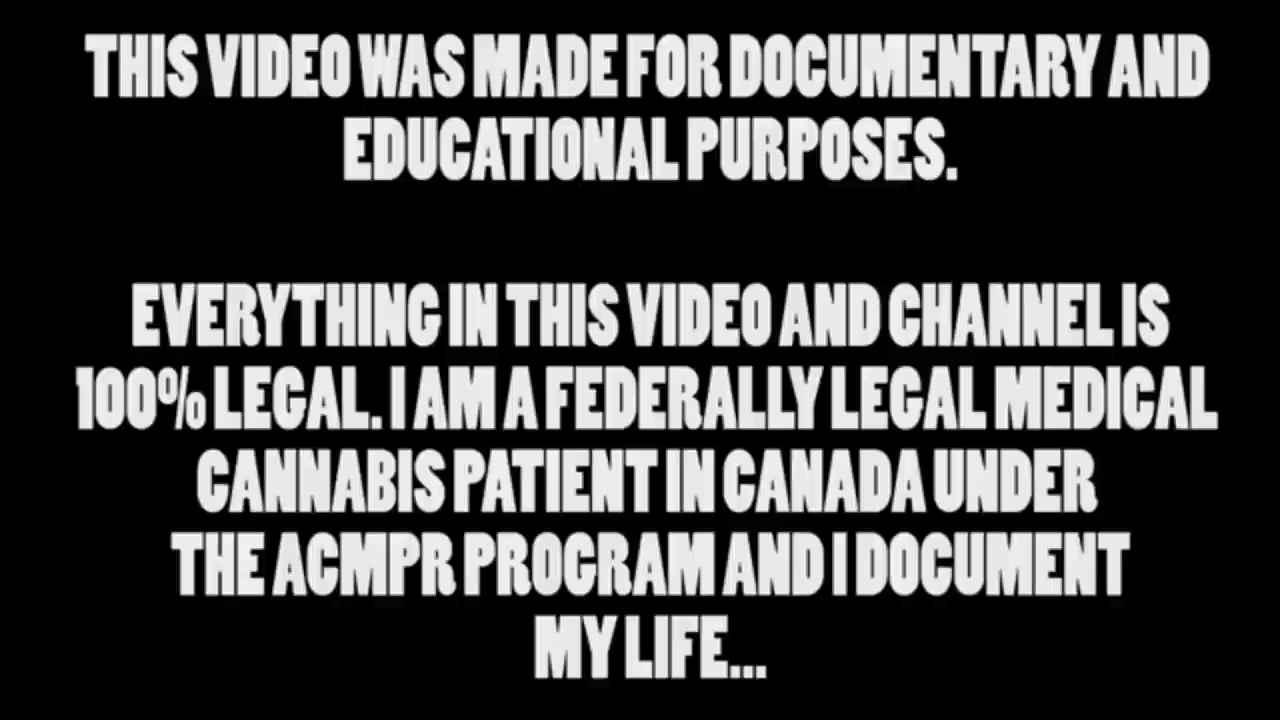 THIS VIDEO WAS MADE FOR DOCUMENTARY AND
EDUCATIONAL PURPOSES.
EVERYTHING IN THIS VIDEO AND CHANNEL IS
100% LEGAL. I AM A FEDERALLY LEGAL MEDICAL
CANNABIS PATIENT IN CANADA UNDER
THE ACMPR PROGRAM AND I DOCUMENT
MY LIFE...